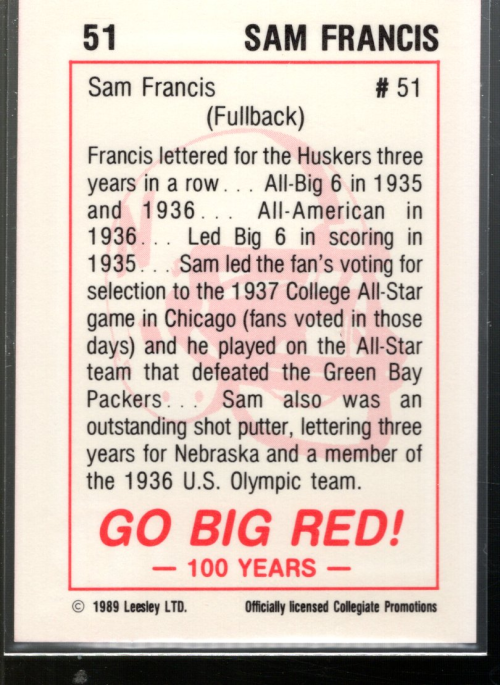 51 SAM FRANCIS
Sam Francis # 51
(Fullback)
Francis lettered for the Huskers three
years in a row... All-Big 6 in 1935
and 1936... All-American in
1936... Led Big 6 in scoring in
1935... Sam led the fan's voting for
selection to the 1937 College All-Star
game in Chicago (fans voted in those
days) and he played on the All-Star
team that defeated the Green Bay
Packers... Sam also was an
outstanding shot putter, lettering three
years for Nebraska and a member of
the 1936 U.S. Olympic team.
GO BIG RED!
— 100 YEARS —
© 1989 Leesley LTD. Officially licensed Collegiate Promotions